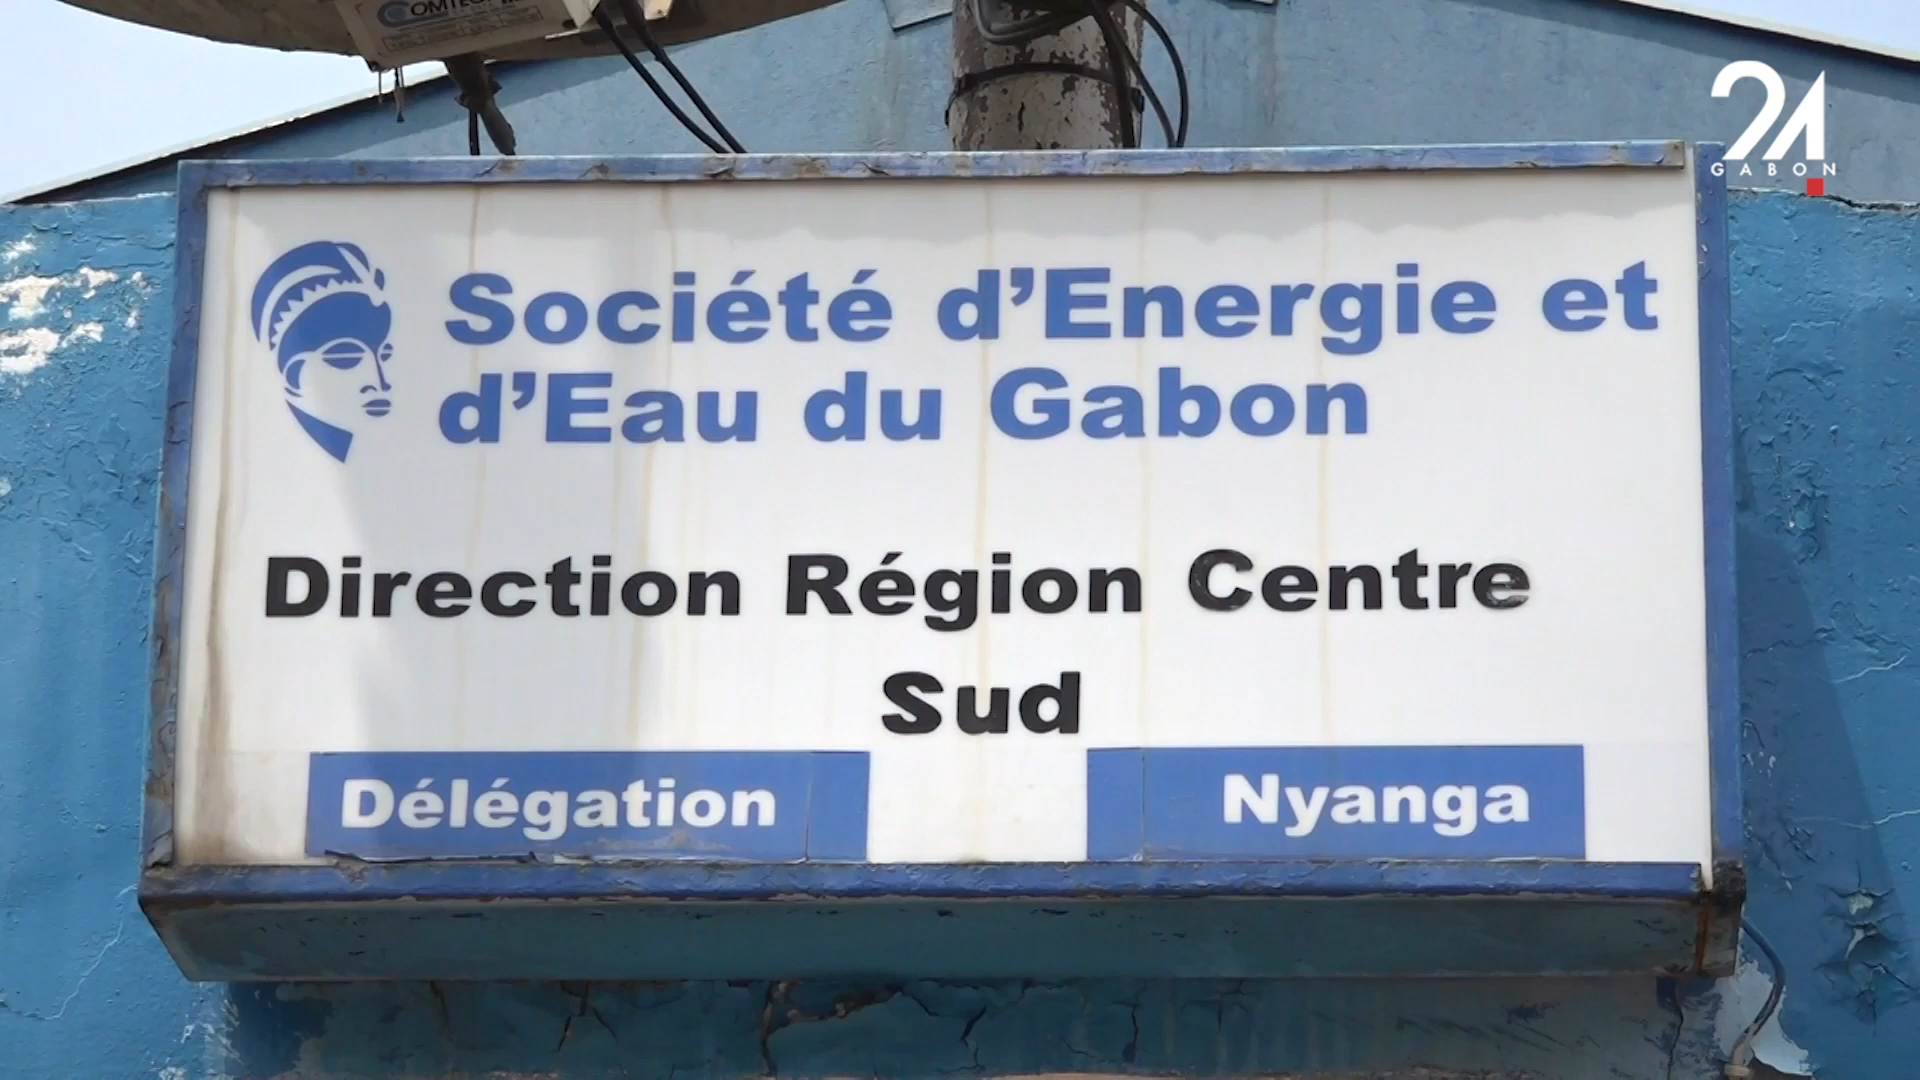 24
GABON
Société d’Energie et
d’Eau du Gabon
Direction Région Centre
Sud
Délégation
Nyanga